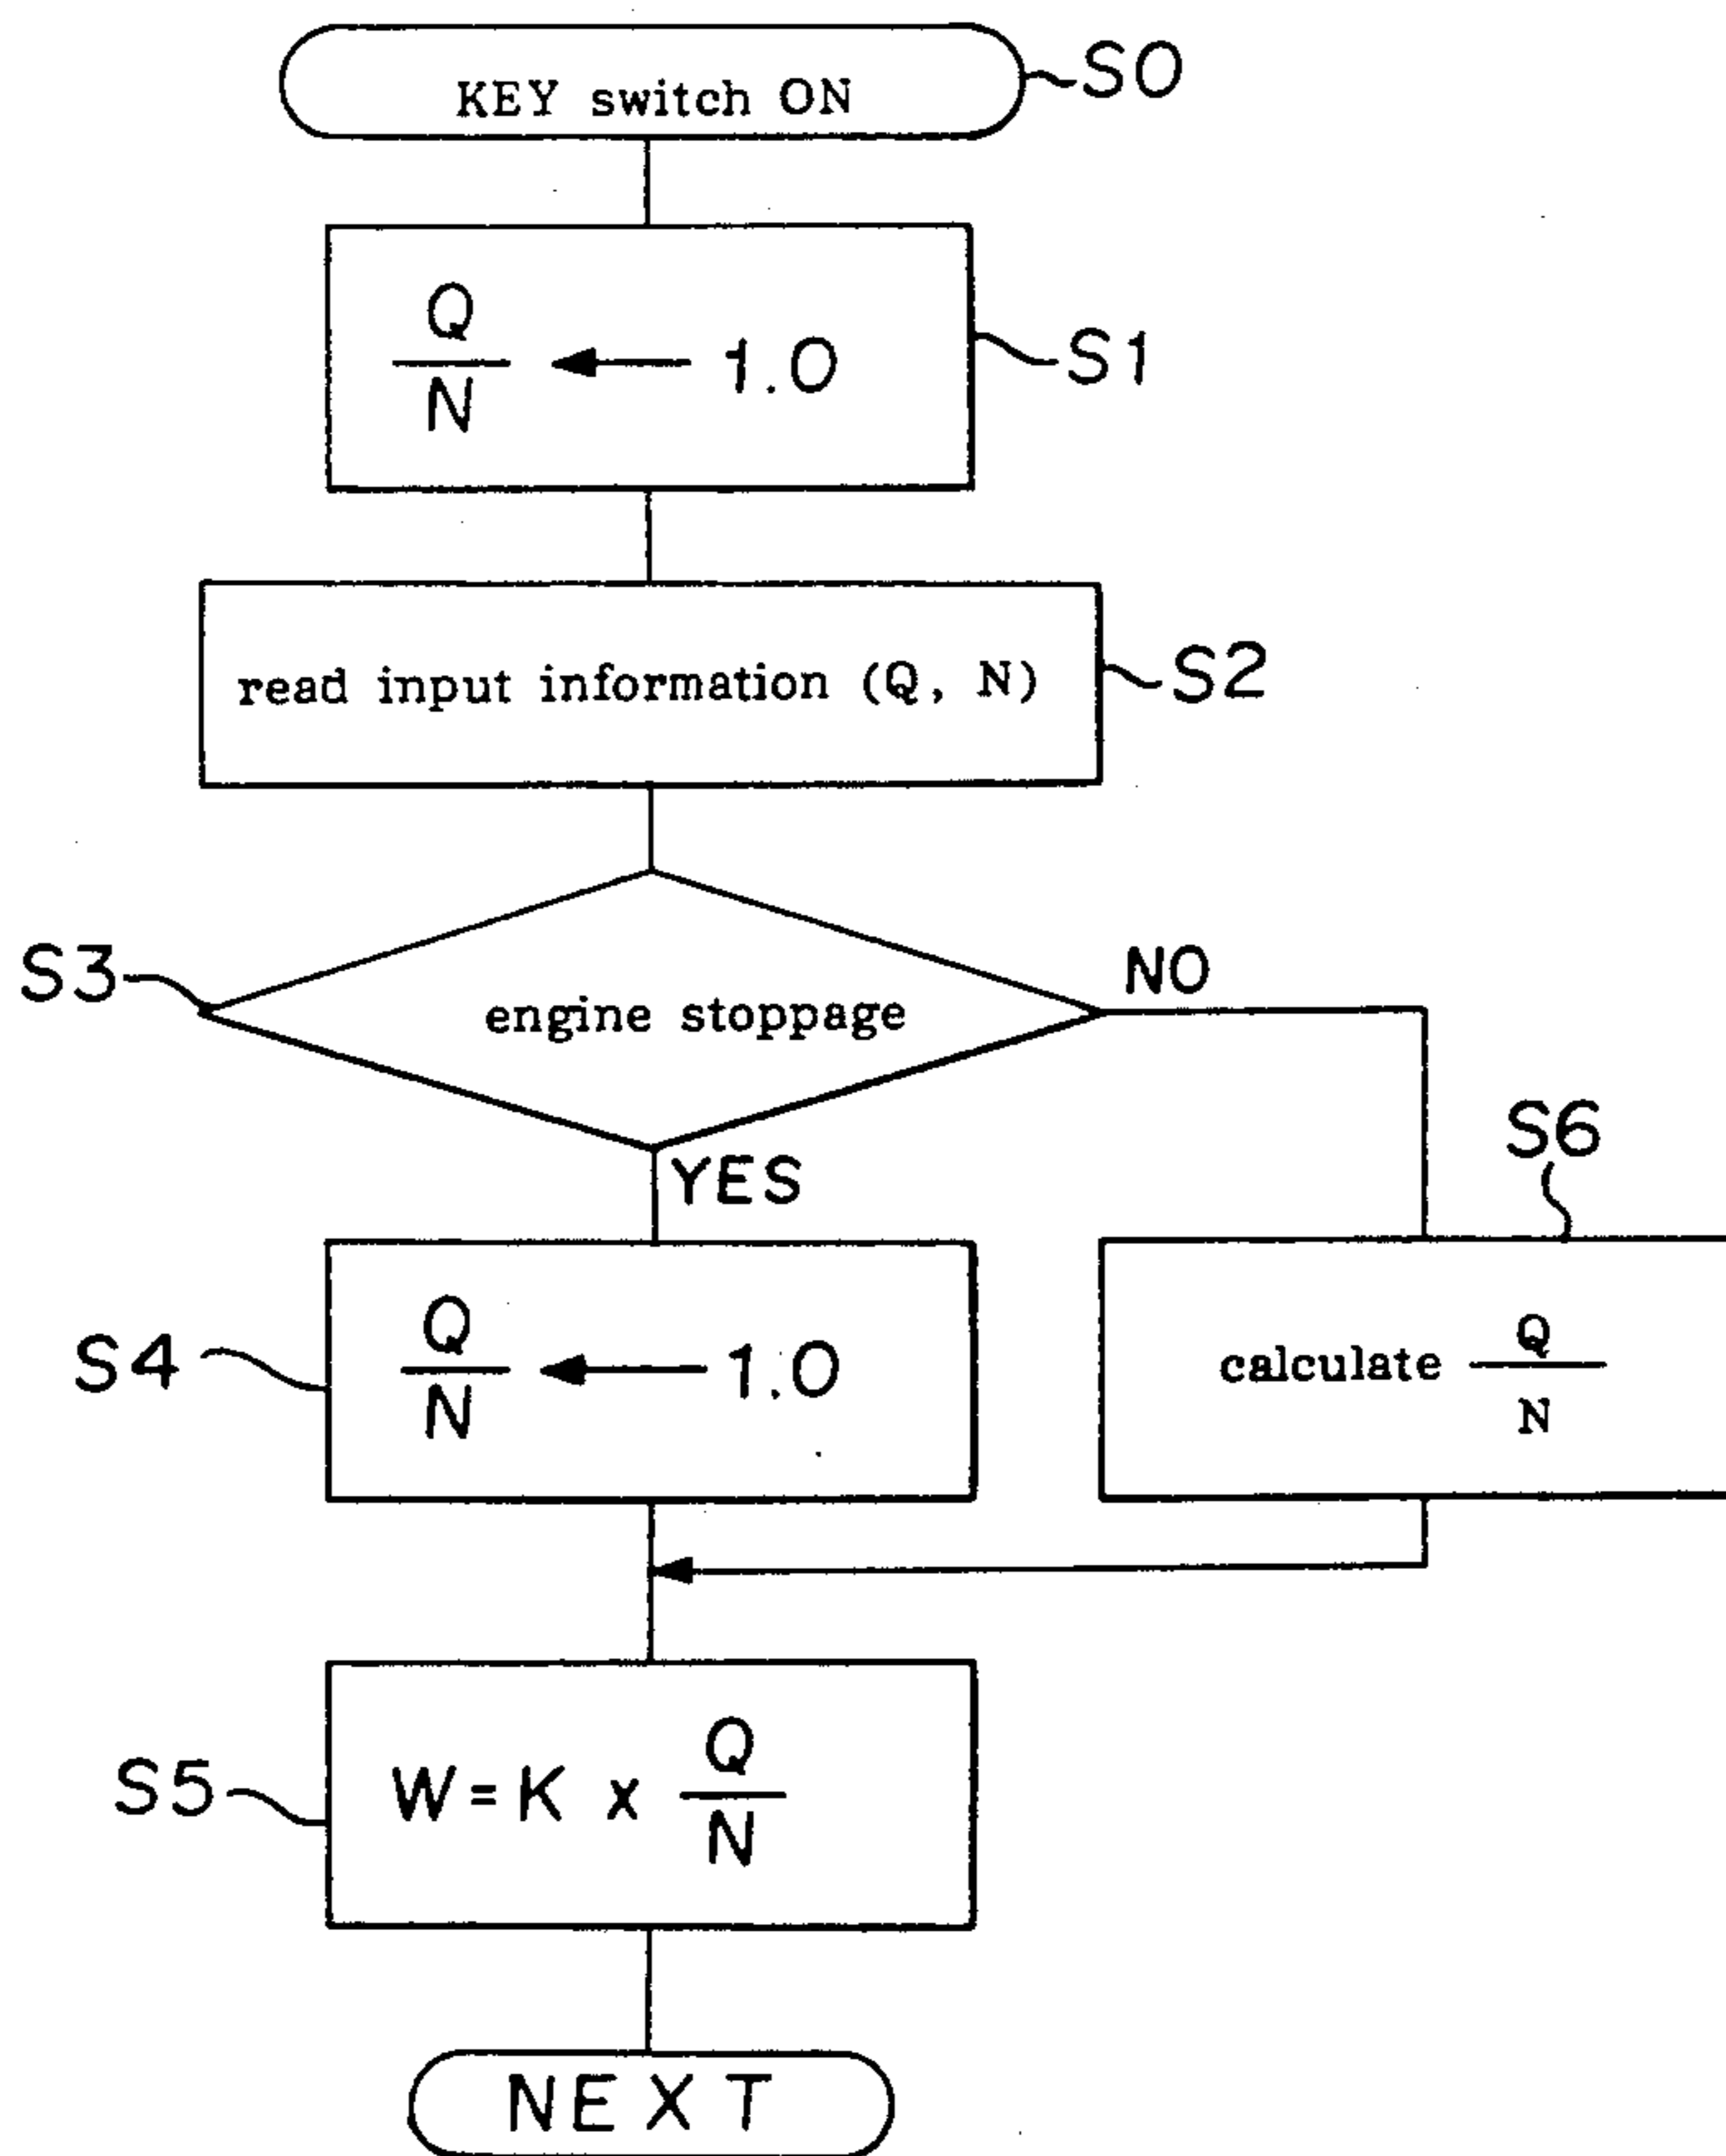 KEY switch ON
S0
Q
N
← 1.0
S1
read input information (Q, N)
S2
S3
engine stoppage
NO
YES
S6
S4
Q
N
← 1.0
calculate
Q
N
S5
W=K x
Q
N
NEXT